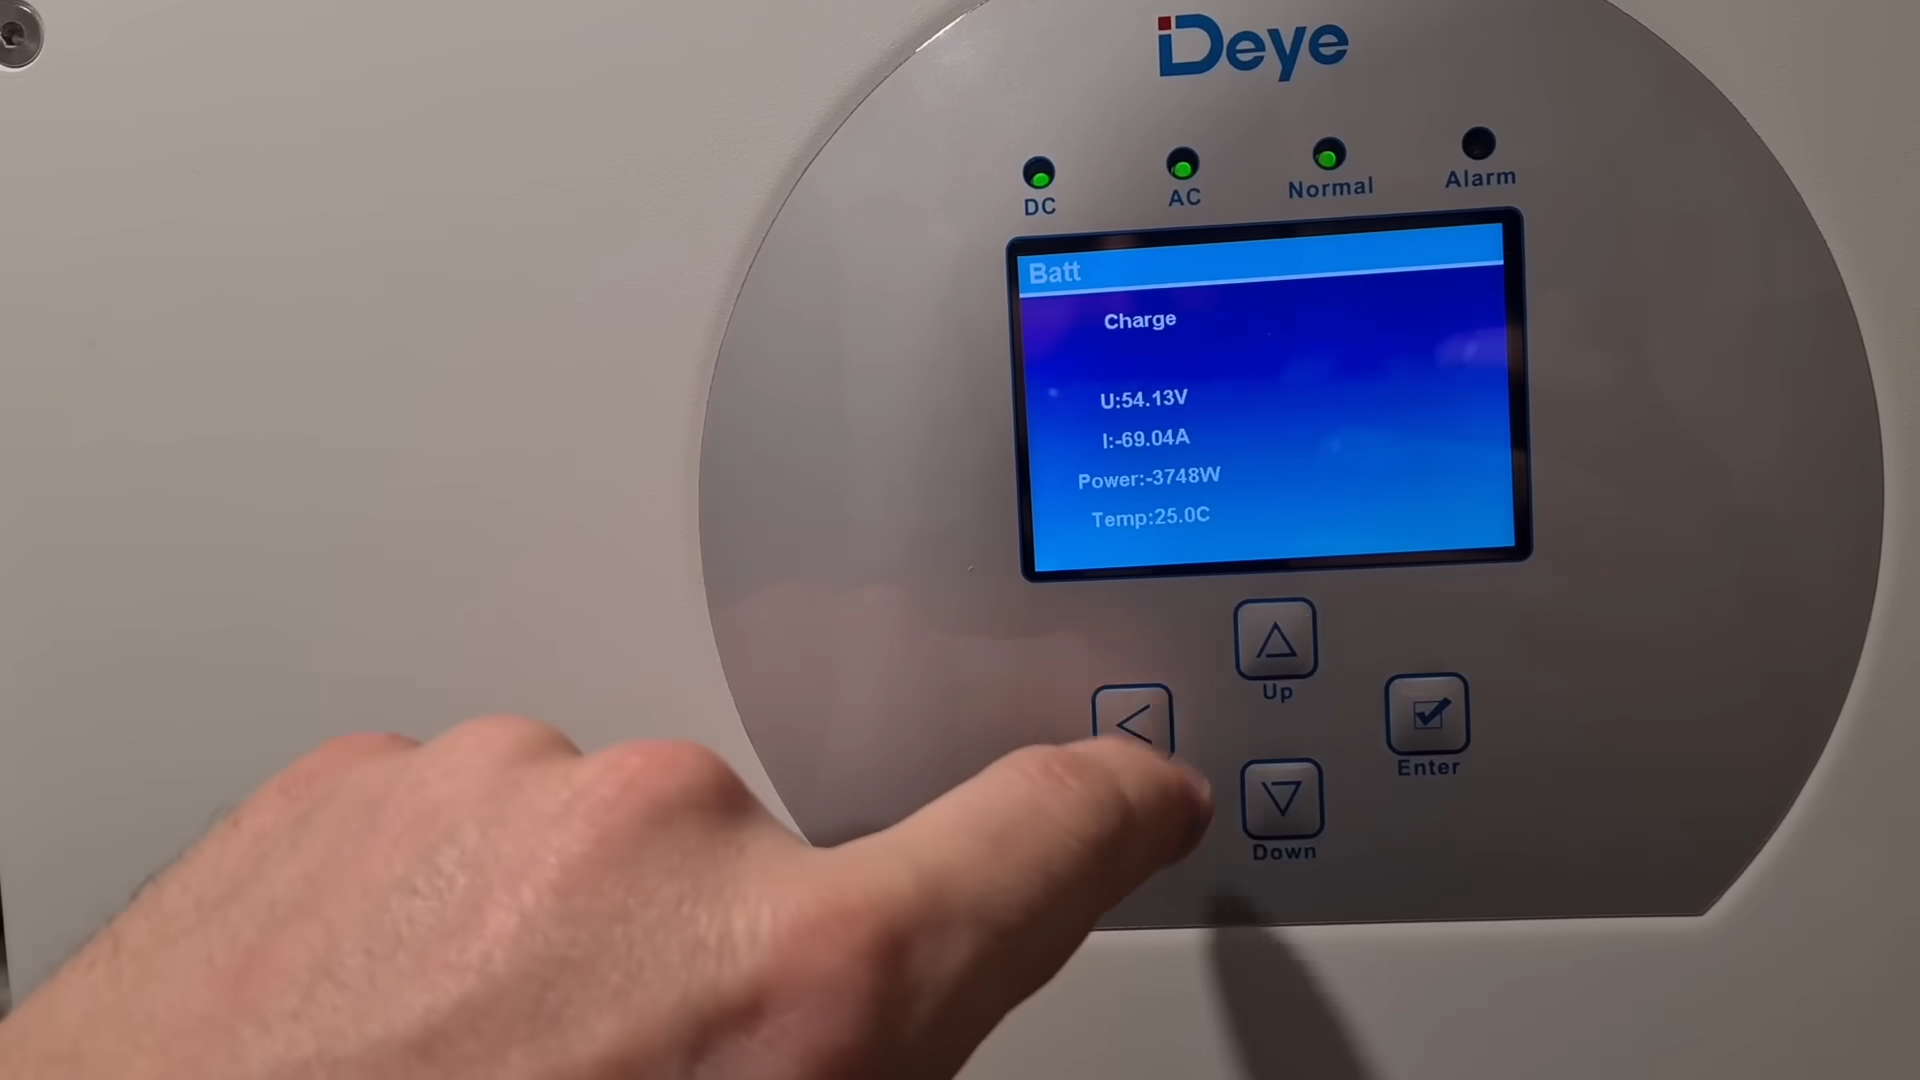 Deye
DC
AC
Normal
Alarm
Batt
Charge
U:54.13V
I:-69.04A
Power:-3748W
Temp:25.0C
Up
Enter
Down